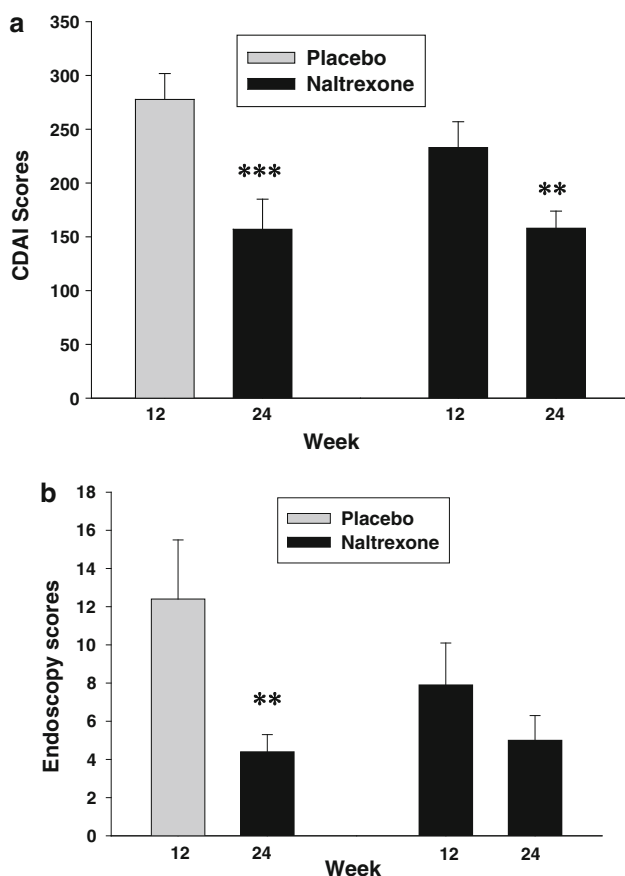 a
Placebo
Naltrexone
350
300
250
200
150
100
50
0
CDAI Scores
***
**
12
24
12
24
Week
b
Placebo
Naltrexone
18
16
14
12
10
8
6
4
2
0
Endoscopy scores
**
12
24
12
24
Week